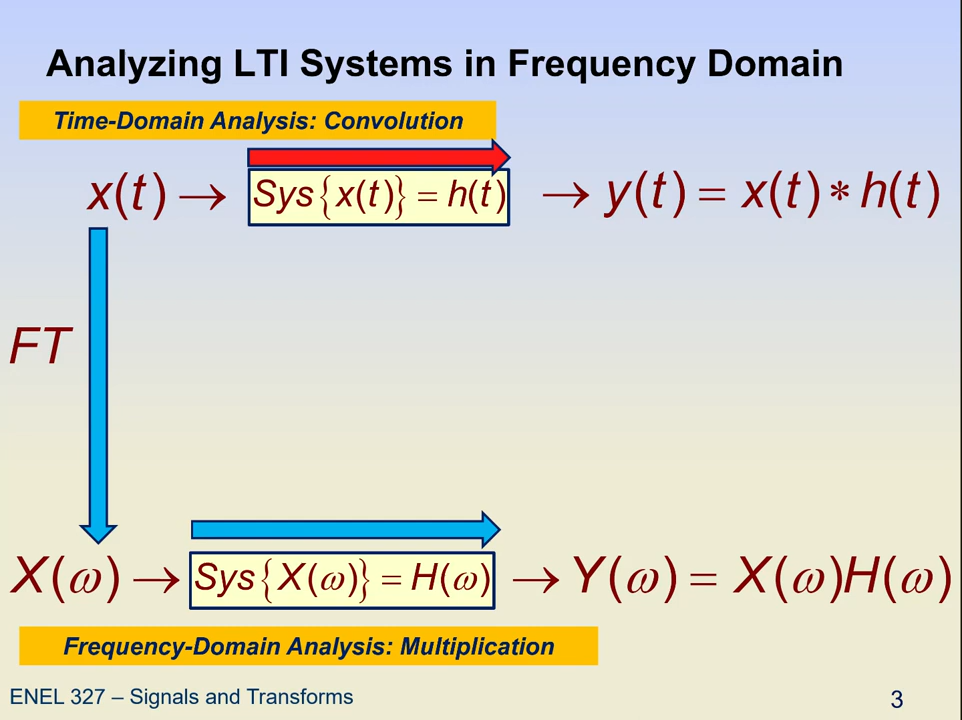 Analyzing LTI Systems in Frequency Domain
Time-Domain Analysis: Convolution
x(t) → Sys{x(t)} = h(t) → y(t) = x(t) * h(t)
FT
X(ω) → Sys{X(ω)} = H(ω) → Y(ω) = X(ω)H(ω)
Frequency-Domain Analysis: Multiplication
ENEL 327 – Signals and Transforms 3